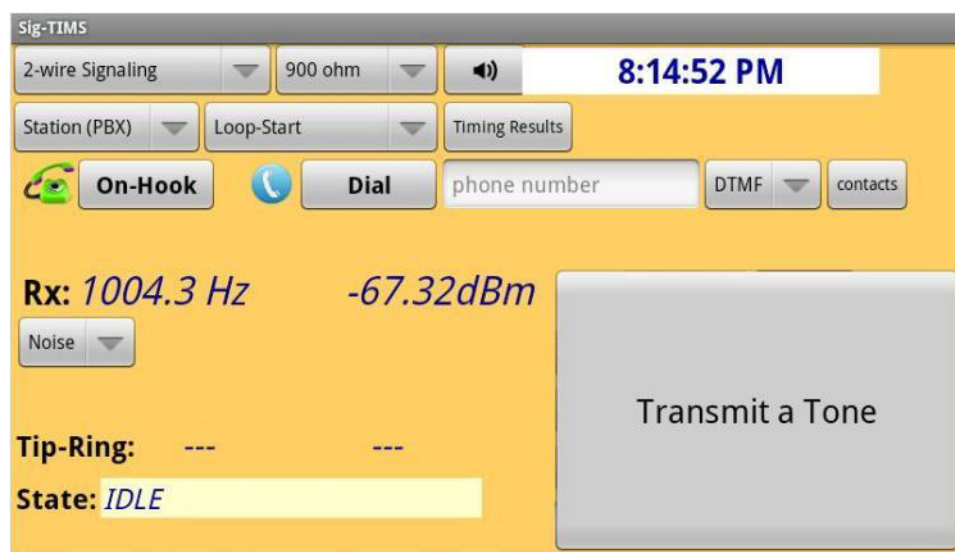 Sig-TIMS
2-wire Signaling 900 ohm 8:14:52 PM
Station (PBX) Loop-Start Timing Results
On-Hook Dial phone number DTMF contacts
Rx: 1004.3 Hz -67.32dBm
Noise
Transmit a Tone
Tip-Ring: --- ---
State: IDLE